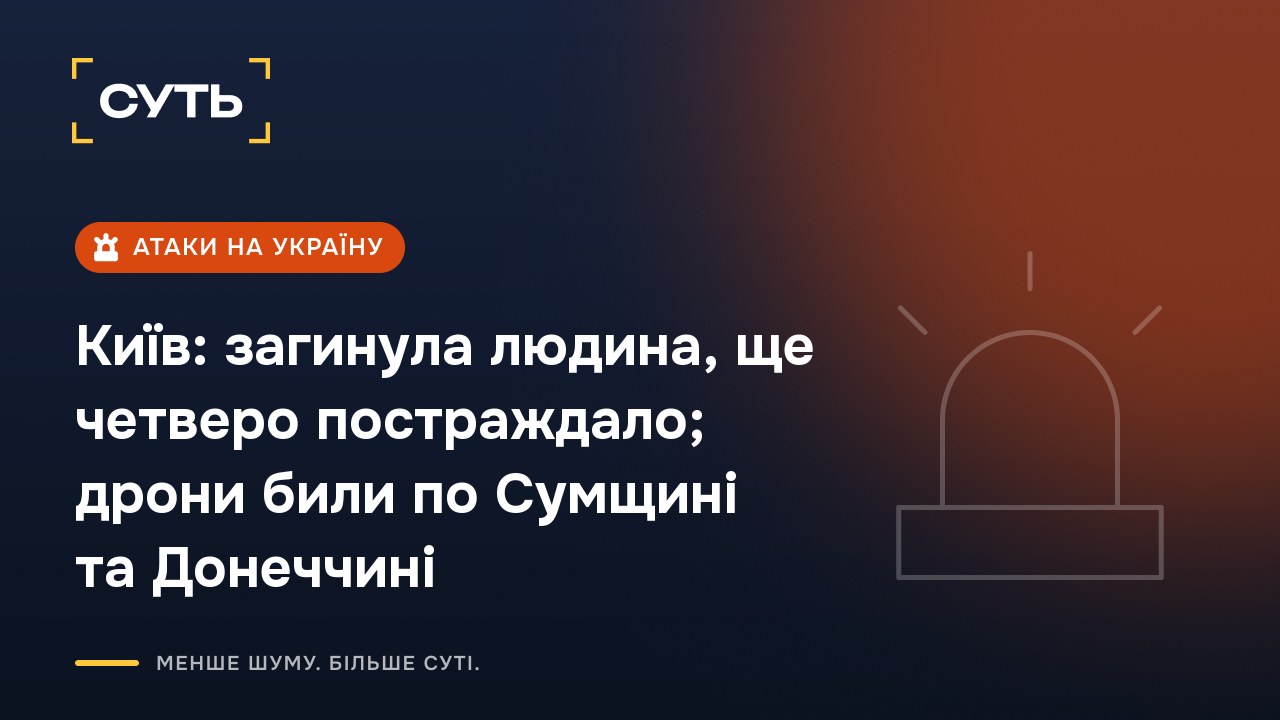 СУТЬ
АТАКИ НА УКРАЇНУ
Київ: загинула людина, ще
четверо постраждало;
дрони били по Сумщині
та Донеччині
МЕНШЕ ШУМУ. БІЛЬШЕ СУТІ.